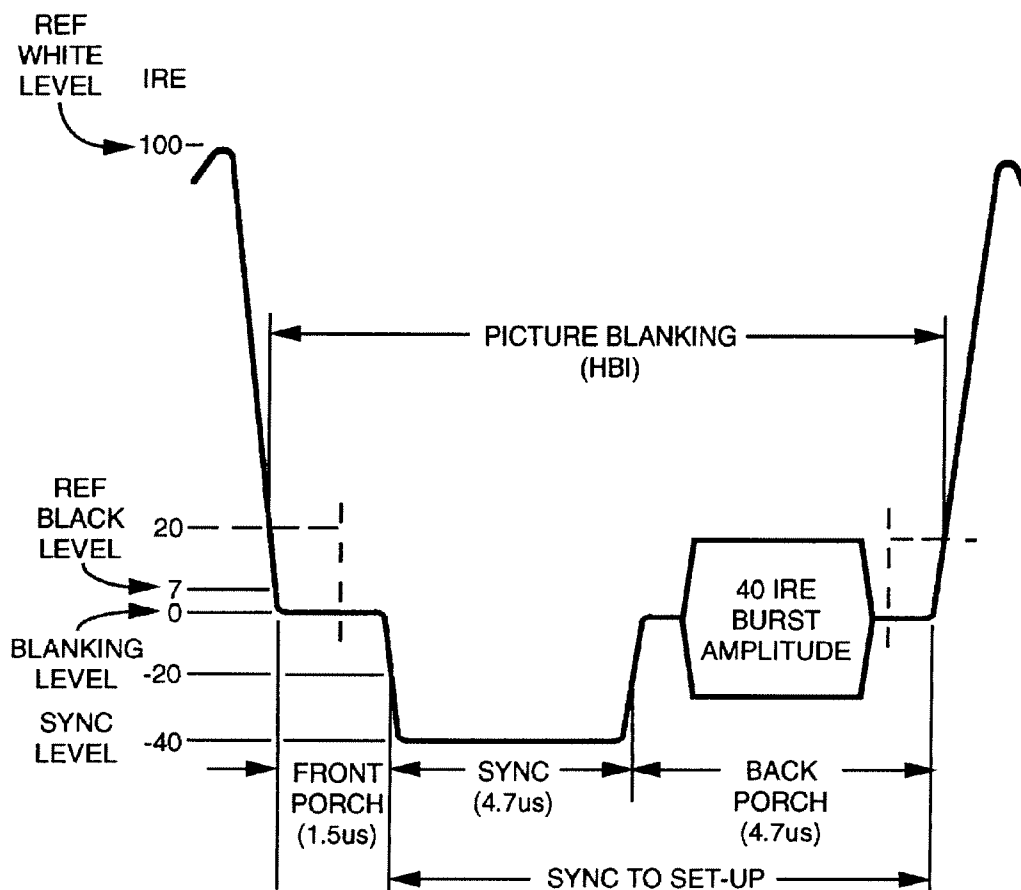 REF
WHITE
LEVEL
IRE
100
PICTURE BLANKING
(HBI)
REF
BLACK
LEVEL
20
7
0
BLANKING
LEVEL
-20
SYNC
LEVEL
-40
40 IRE
BURST
AMPLITUDE
FRONT
PORCH
(1.5us)
SYNC
(4.7us)
BACK
PORCH
(4.7us)
SYNC TO SET-UP